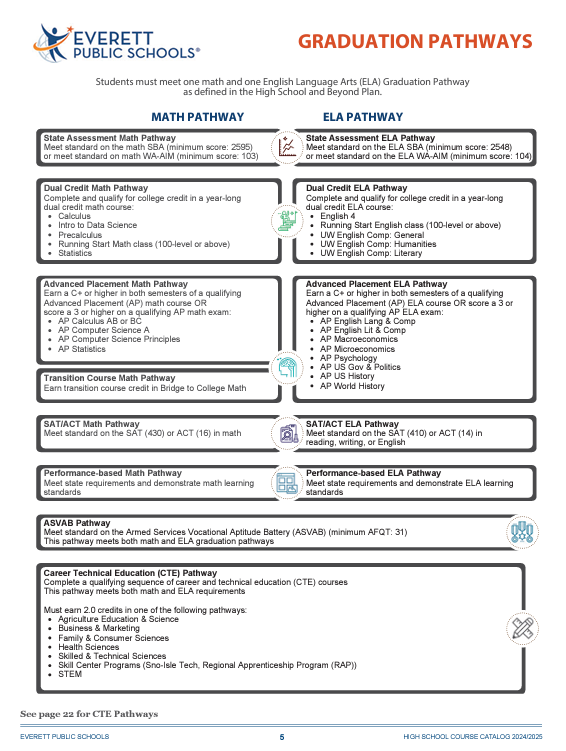 EVERETT
PUBLIC SCHOOLS®
GRADUATION PATHWAYS
Students must meet one math and one English Language Arts (ELA) Graduation Pathway
as defined in the High School and Beyond Plan.
MATH PATHWAY
ELA PATHWAY
State Assessment Math Pathway
Meet standard on the math SBA (minimum score: 2595)
or meet standard on math WA-AIM (minimum score: 103)
State Assessment ELA Pathway
Meet standard on the ELA SBA (minimum score: 2548)
or meet standard on the ELA WA-AIM (minimum score: 104)
Dual Credit Math Pathway
Complete and qualify for college credit in a year-long
dual credit math course:
• Calculus
• Intro to Data Science
• Precalculus
• Running Start Math class (100-level or above)
• Statistics
Dual Credit ELA Pathway
Complete and qualify for college credit in a year-long
dual credit ELA course:
• English 4
• Running Start English class (100-level or above)
• UW English Comp: General
• UW English Comp: Humanities
• UW English Comp: Literary
Advanced Placement Math Pathway
Earn a C+ or higher in both semesters of a qualifying
Advanced Placement (AP) math course OR
score a 3 or higher on a qualifying AP math exam:
• AP Calculus AB or BC
• AP Computer Science A
• AP Computer Science Principles
• AP Statistics
Transition Course Math Pathway
Earn transition course credit in Bridge to College Math
Advanced Placement ELA Pathway
Earn a C+ or higher in both semesters of a qualifying
Advanced Placement (AP) ELA course OR score a 3 or
higher on a qualifying AP ELA exam:
• AP English Lang & Comp
• AP English Lit & Comp
• AP Macroeconomics
• AP Microeconomics
• AP Psychology
• AP US Gov & Politics
• AP US History
• AP World History
SAT/ACT Math Pathway
Meet standard on the SAT (430) or ACT (16) in math
SAT/ACT ELA Pathway
Meet standard on the SAT (410) or ACT (14) in
reading, writing, or English
Performance-based Math Pathway
Meet state requirements and demonstrate math learning
standards
Performance-based ELA Pathway
Meet state requirements and demonstrate ELA learning
standards
ASVAB Pathway
Meet standard on the Armed Services Vocational Aptitude Battery (ASVAB) (minimum AFQT: 31)
This pathway meets both math and ELA graduation pathways
Career Technical Education (CTE) Pathway
Complete a qualifying sequence of career and technical education (CTE) courses
This pathway meets both math and ELA requirements
Must earn 2.0 credits in one of the following pathways:
• Agriculture Education & Science
• Business & Marketing
• Family & Consumer Sciences
• Health Sciences
• Skilled & Technical Sciences
• Skill Center Programs (Sno-Isle Tech, Regional Apprenticeship Program (RAP))
• STEM
See page 22 for CTE Pathways
EVERETT PUBLIC SCHOOLS
5
HIGH SCHOOL COURSE CATALOG 2024/2025